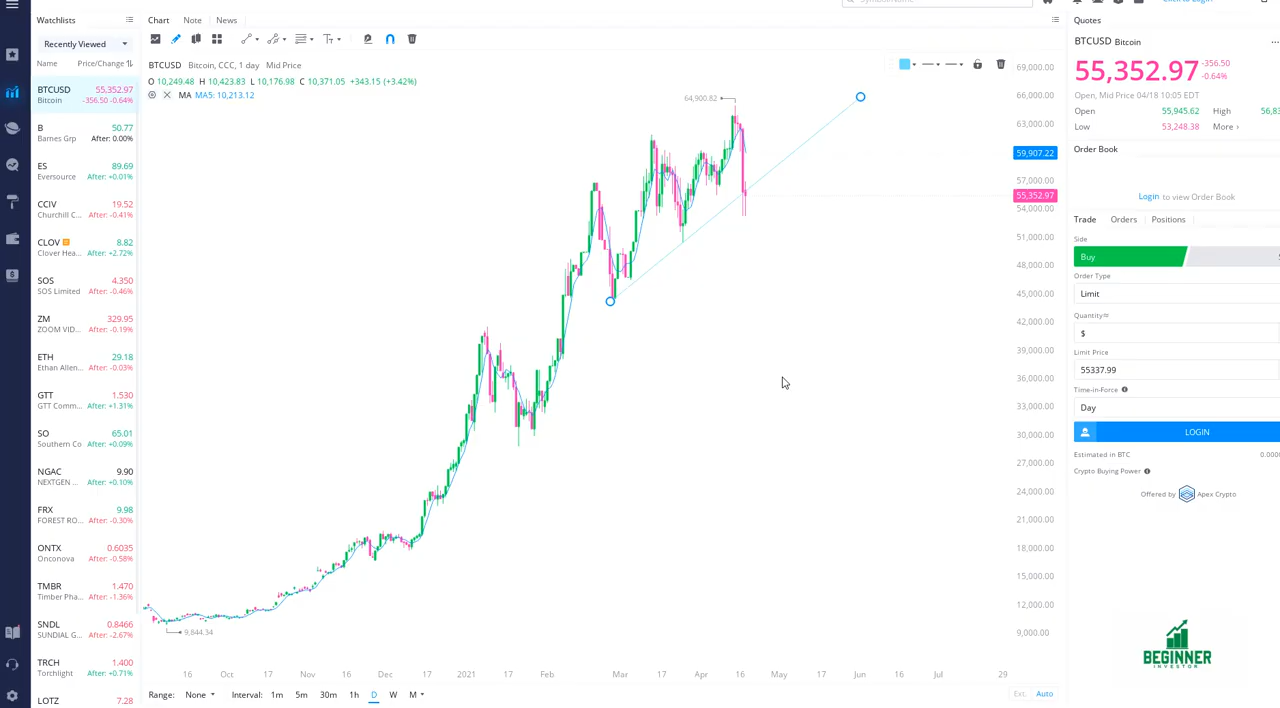 Watchlists
Recently Viewed
Name Price/Change
BTCUSD 55,352.97
Bitcoin -356.50 -0.64%
B 50.77
Barnes Grp After: 0.00%
ES 89.69
Eversource After: +0.01%
CCIV 19.52
Churchill C... After: -0.41%
CLOV 8.82
Clover Hea... After: +2.72%
SOS 4.350
SOS Limited After: -0.46%
ZM 329.95
ZOOM VID... After: -0.19%
ETH 29.18
Ethan Allen... After: -0.03%
GTT 1.530
GTT Comm... After: +1.31%
SO 65.01
Southern Co After: +0.09%
NGAC 9.90
NEXTGEN ... After: +0.10%
FRX 9.98
FOREST RO... After: -0.30%
ONTX 0.6035
Onconova After: -0.58%
TMBR 1.470
Timber Pha... After: -1.36%
SNDL 0.8466
SUNDIAL G... After: -2.67%
TRCH 1.400
Torchlight After: +0.71%
LOTZ 7.28
Chart Note News
BTCUSD Bitcoin, CCC, 1 day Mid Price
O 10,249.48 H 10,423.83 L 10,176.98 C 10,371.05 +343.15 (+3.42%)
MA MA5: 10,213.12
64,900.82
9,844.34
69,000.00
66,000.00
63,000.00
59,907.22
57,000.00
55,352.97
54,000.00
51,000.00
48,000.00
45,000.00
42,000.00
39,000.00
36,000.00
33,000.00
30,000.00
27,000.00
24,000.00
21,000.00
18,000.00
15,000.00
12,000.00
9,000.00
16 Oct 17 Nov 16 Dec 17 2021 17 Feb Mar 17 Apr 16 May 17 Jun 16 Jul 29
Range: None Interval: 1m 5m 30m 1h D W M
Ext. Auto
Quotes
BTCUSD Bitcoin ...
55,352.97 -356.50
-0.64%
Open, Mid Price 04/18 10:05 EDT
Open 55,945.62 High 56,83
Low 53,248.38 More ›
Order Book
Login to view Order Book
Trade Orders Positions
Side
Buy
Order Type
Limit
Quantity
$
Limit Price
55337.99
Time-in-Force
Day
LOGIN
Estimated in BTC 0.000
Crypto Buying Power
Offered by Apex Crypto
BEGINNER
INVESTOR